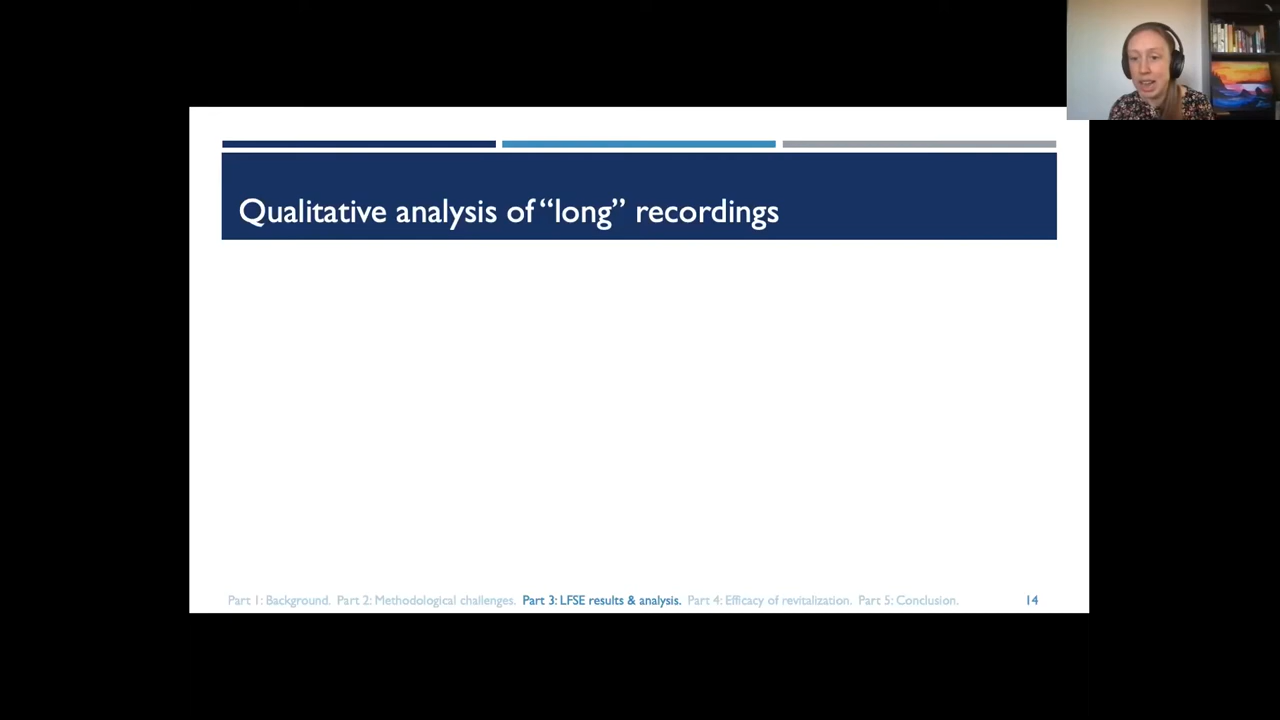 Qualitative analysis of “long” recordings
Part 1: Background. Part 2: Methodological challenges. Part 3: LFSE results & analysis. Part 4: Efficacy of revitalization. Part 5: Conclusion. 14